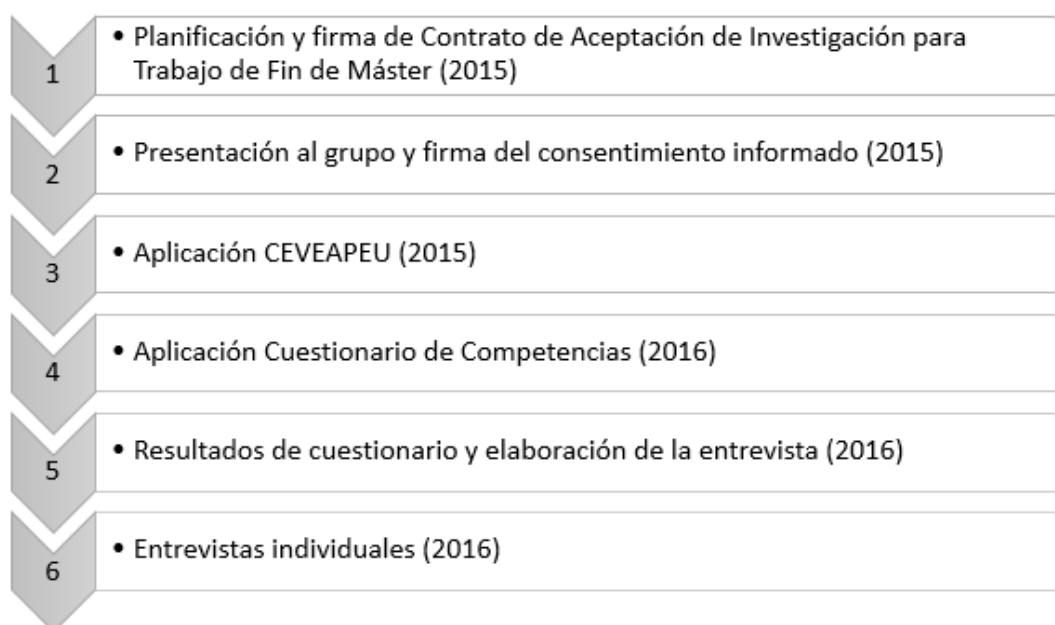 1
• Planificación y firma de Contrato de Aceptación de Investigación para
Trabajo de Fin de Máster (2015)
2
• Presentación al grupo y firma del consentimiento informado (2015)
3
• Aplicación CEVEAPEU (2015)
4
• Aplicación Cuestionario de Competencias (2016)
5
• Resultados de cuestionario y elaboración de la entrevista (2016)
6
• Entrevistas individuales (2016)